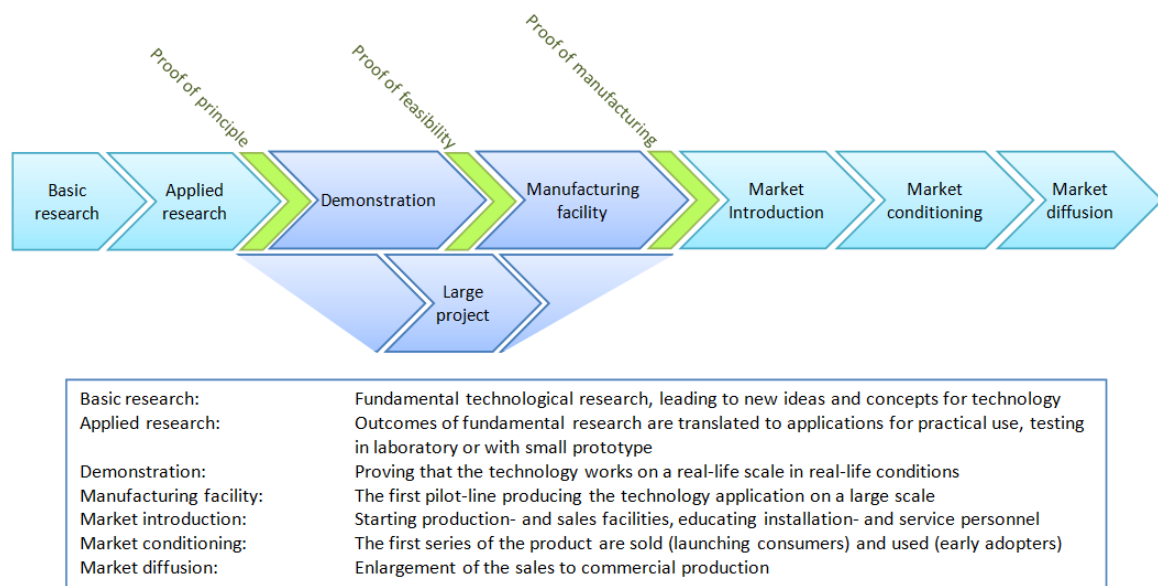 Proof of principle
Proof of feasibility
Proof of manufacturing
Basic
research
Applied
research
Demonstration
Manufacturing
facility
Market
Introduction
Market
conditioning
Market
diffusion
Large
project
Basic research: Fundamental technological research, leading to new ideas and concepts for technology
Applied research: Outcomes of fundamental research are translated to applications for practical use, testing
in laboratory or with small prototype
Demonstration: Proving that the technology works on a real-life scale in real-life conditions
Manufacturing facility: The first pilot-line producing the technology application on a large scale
Market introduction: Starting production- and sales facilities, educating installation- and service personnel
Market conditioning: The first series of the product are sold (launching consumers) and used (early adopters)
Market diffusion: Enlargement of the sales to commercial production